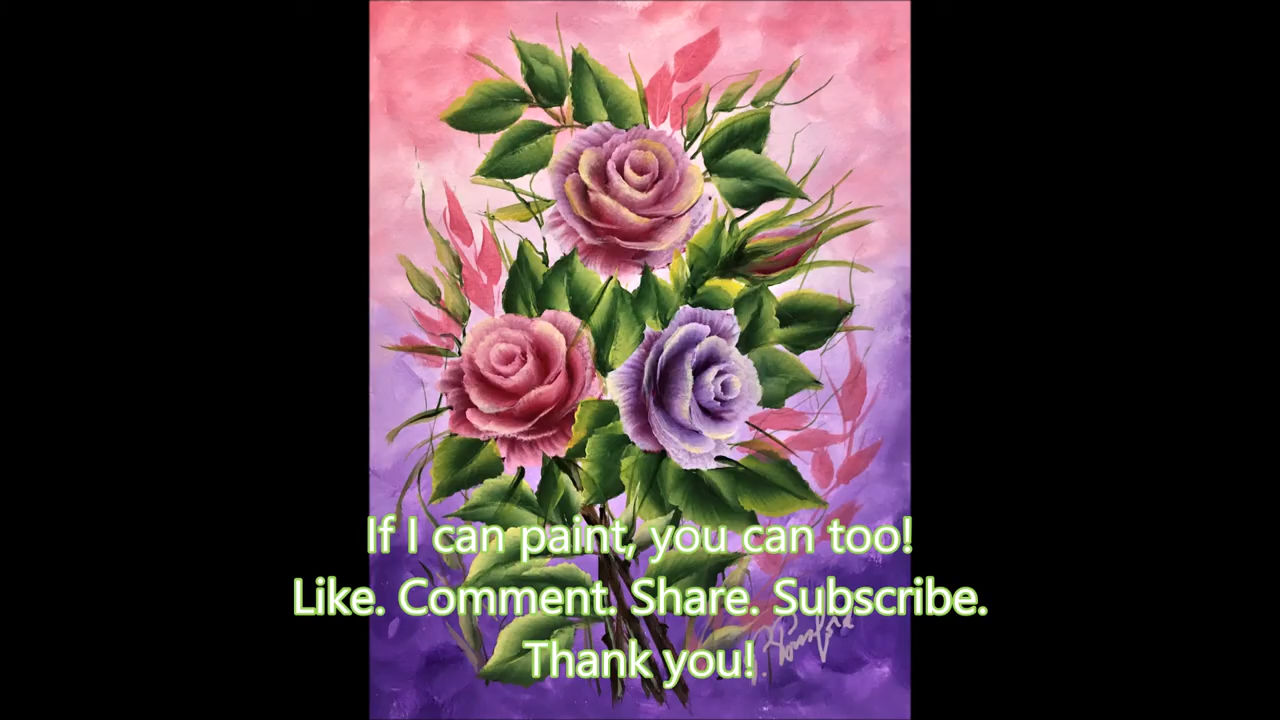 If I can paint, you can too!
Like. Comment. Share. Subscribe.
Thank you!